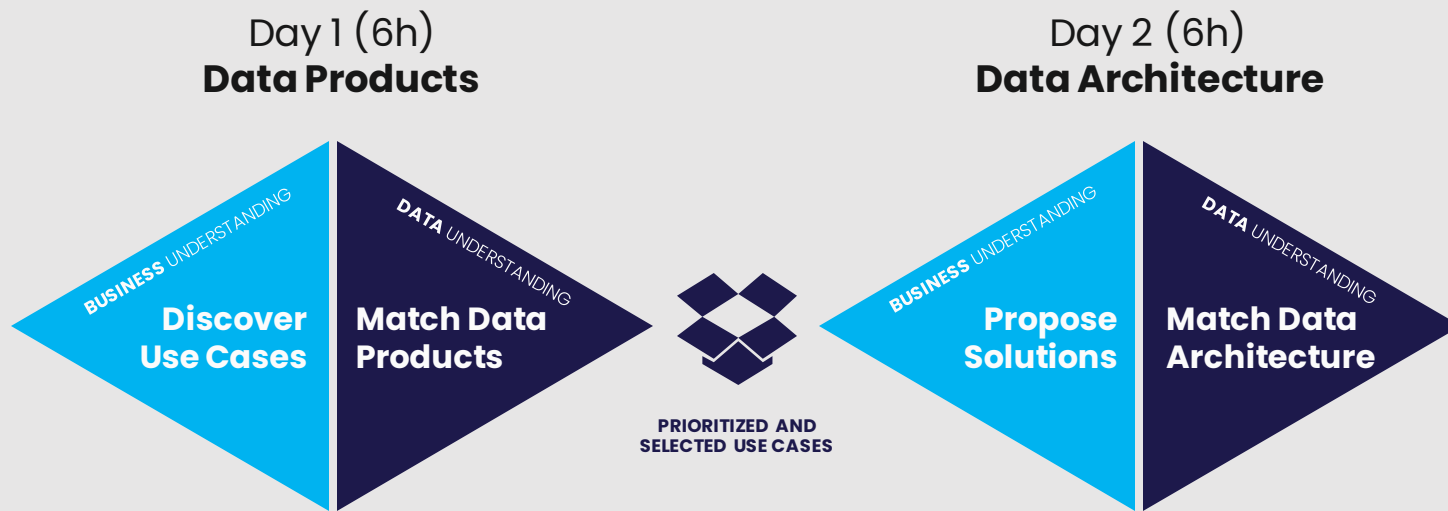 Day 1 (6h)
Data Products
BUSINESS UNDERSTANDING
Discover
Use Cases
DATA UNDERSTANDING
Match Data
Products
PRIORITIZED AND
SELECTED USE CASES
Day 2 (6h)
Data Architecture
BUSINESS UNDERSTANDING
Propose
Solutions
DATA UNDERSTANDING
Match Data
Architecture